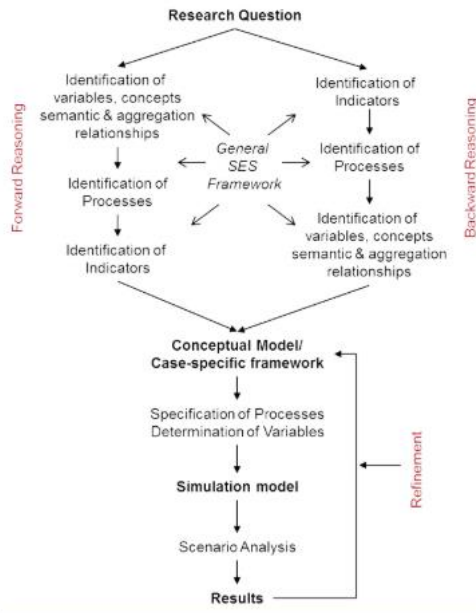 Research Question
Forward Reasoning
Identification of
variables, concepts
semantic & aggregation
relationships
Identification of
Processes
Identification of
Indicators
General
SES
Framework
Identification of
Indicators
Identification of
Processes
Identification of
variables, concepts
semantic & aggregation
relationships
Backward Reasoning
Conceptual Model/
Case-specific framework
Specification of Processes
Determination of Variables
Simulation model
Scenario Analysis
Results
Refinement